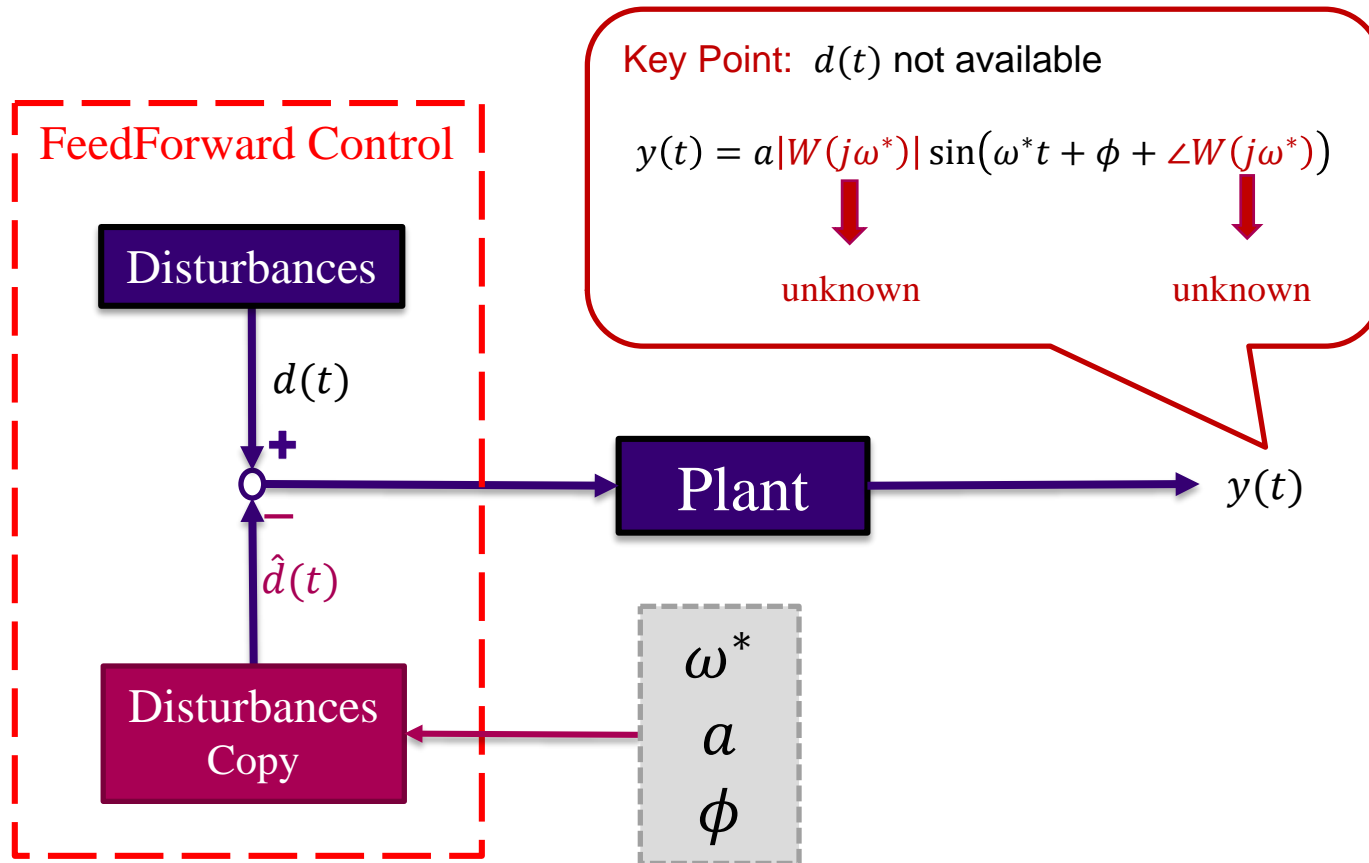 Key Point: d(t) not available
FeedForward Control
y(t) = a|W(jω*)| sin(ω*t + ϕ + ∠W(jω*))
Disturbances
unknown
unknown
d(t)
+
Plant
y(t)
−
d̂(t)
ω*
Disturbances
Copy
a
ϕ